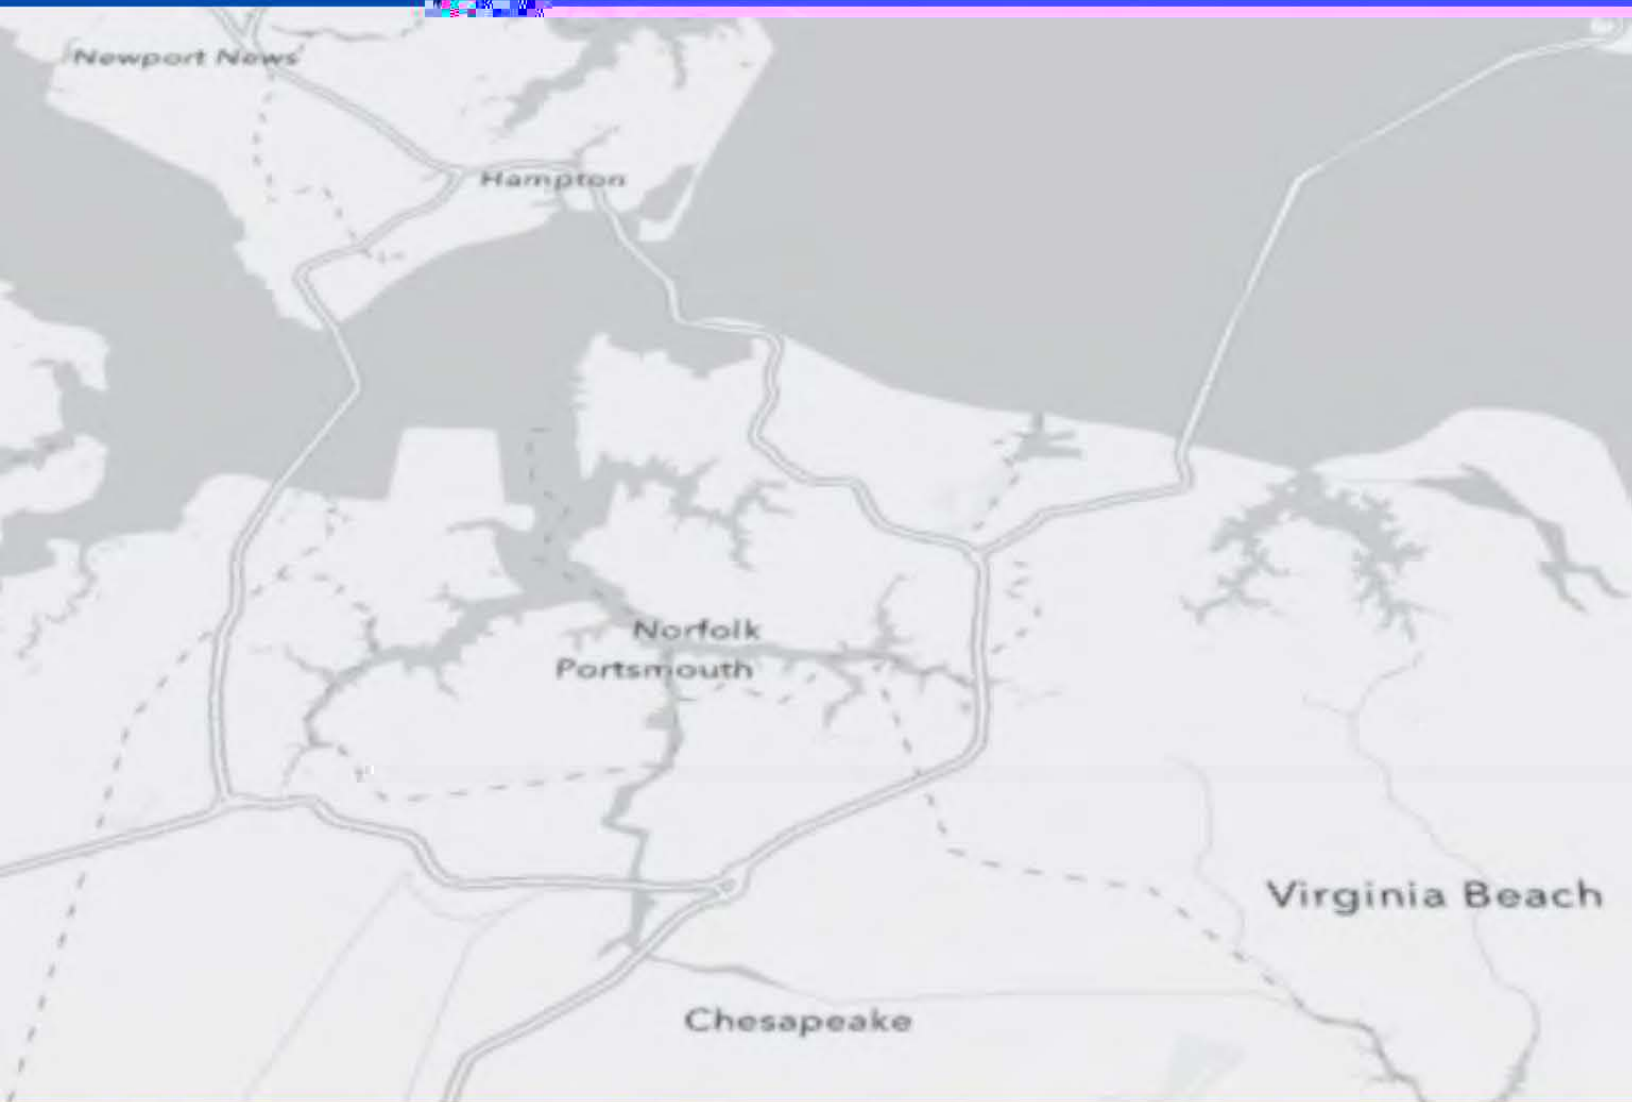 Newport News
Hampton
Norfolk
Portsmouth
Virginia Beach
Chesapeake